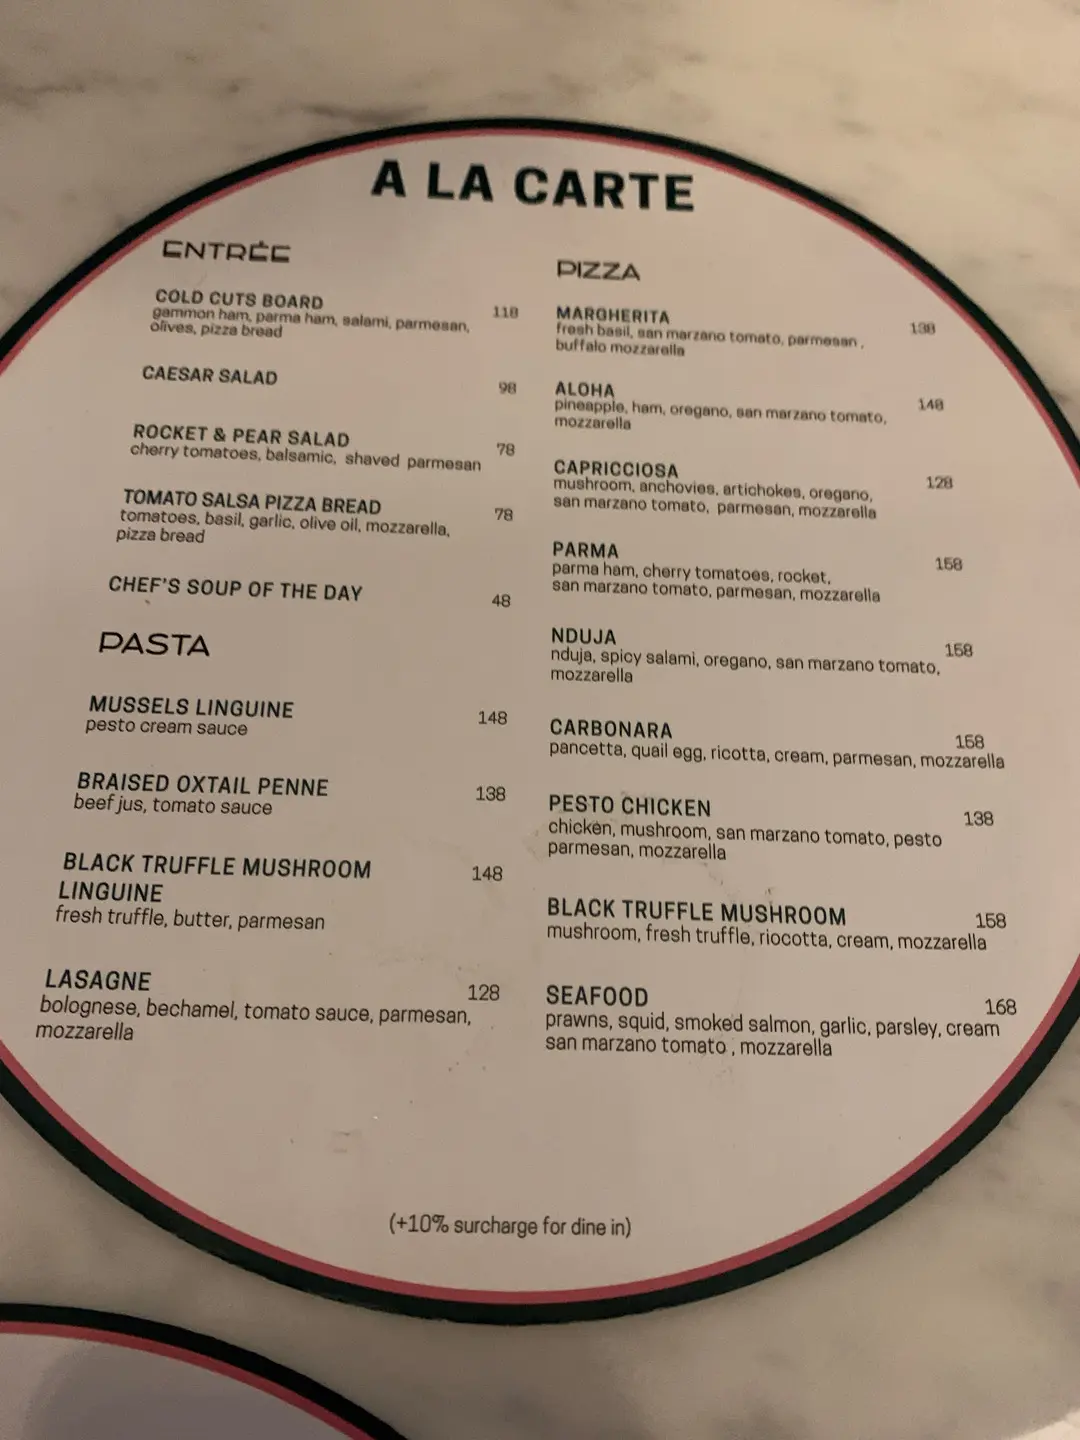 A LA CARTE
ENTRÉE
COLD CUTS BOARD 118
gammon ham, parma ham, salami, parmesan,
olives, pizza bread
CAESAR SALAD 98
ROCKET & PEAR SALAD 78
cherry tomatoes, balsamic, shaved parmesan
TOMATO SALSA PIZZA BREAD 78
tomatoes, basil, garlic, olive oil, mozzarella,
pizza bread
CHEF'S SOUP OF THE DAY 48
PASTA
MUSSELS LINGUINE 148
pesto cream sauce
BRAISED OXTAIL PENNE 138
beef jus, tomato sauce
BLACK TRUFFLE MUSHROOM 148
LINGUINE
fresh truffle, butter, parmesan
LASAGNE 128
bolognese, bechamel, tomato sauce, parmesan,
mozzarella
PIZZA
MARGHERITA 138
fresh basil, san marzano tomato, parmesan ,
buffalo mozzarella
ALOHA 148
pineapple, ham, oregano, san marzano tomato,
mozzarella
CAPRICCIOSA 128
mushroom, anchovies, artichokes, oregano,
san marzano tomato, parmesan, mozzarella
PARMA 158
parma ham, cherry tomatoes, rocket,
san marzano tomato, parmesan, mozzarella
NDUJA 158
nduja, spicy salami, oregano, san marzano tomato,
mozzarella
CARBONARA 158
pancetta, quail egg, ricotta, cream, parmesan, mozzarella
PESTO CHICKEN 138
chicken, mushroom, san marzano tomato, pesto
parmesan, mozzarella
BLACK TRUFFLE MUSHROOM 158
mushroom, fresh truffle, riocotta, cream, mozzarella
SEAFOOD 168
prawns, squid, smoked salmon, garlic, parsley, cream
san marzano tomato , mozzarella
(+10% surcharge for dine in)